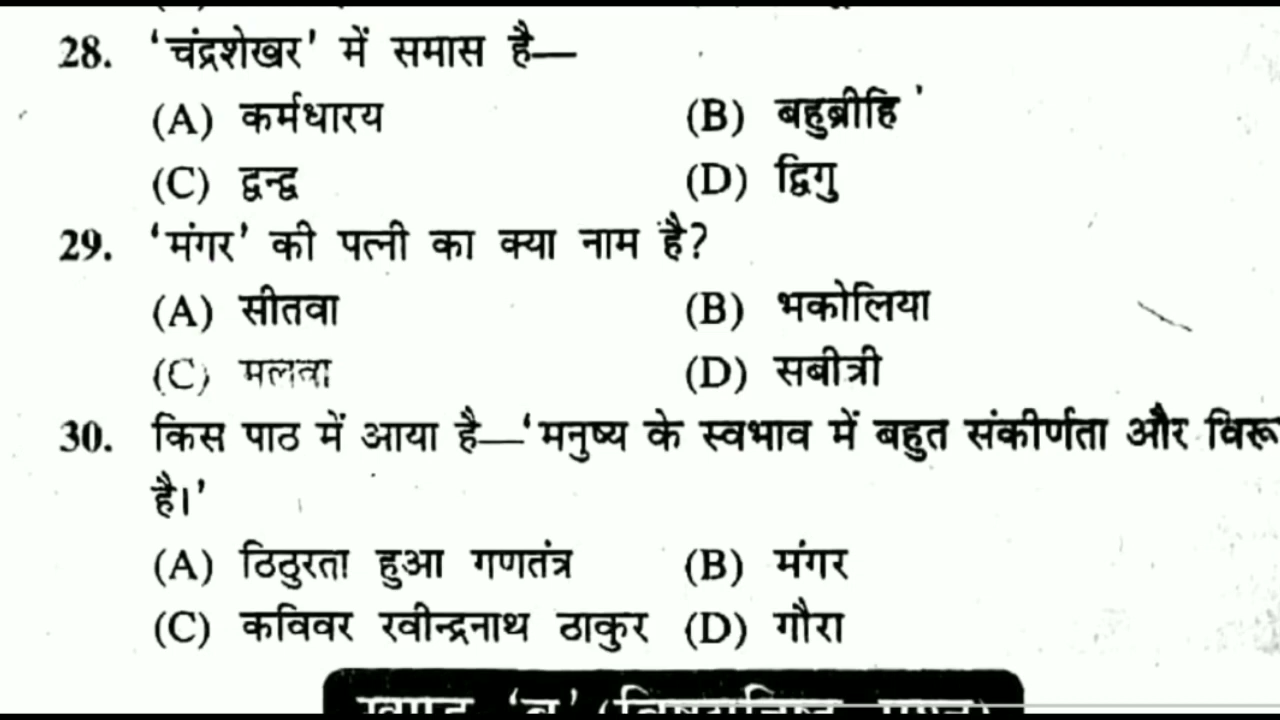 28. 'चंद्रशेखर' में समास है—
(A) कर्मधारय (B) बहुब्रीहि
(C) द्वन्द्व (D) द्विगु
29. 'मंगर' की पत्नी का क्या नाम है?
(A) सीतवा (B) भकोलिया
(C) मलवा (D) सबीत्री
30. किस पाठ में आया है—'मनुष्य के स्वभाव में बहुत संकीर्णता और
है।'
(A) ठिठुरता हुआ गणतंत्र (B) मंगर
(C) कविवर रवीन्द्रनाथ ठाकुर (D) गौरा